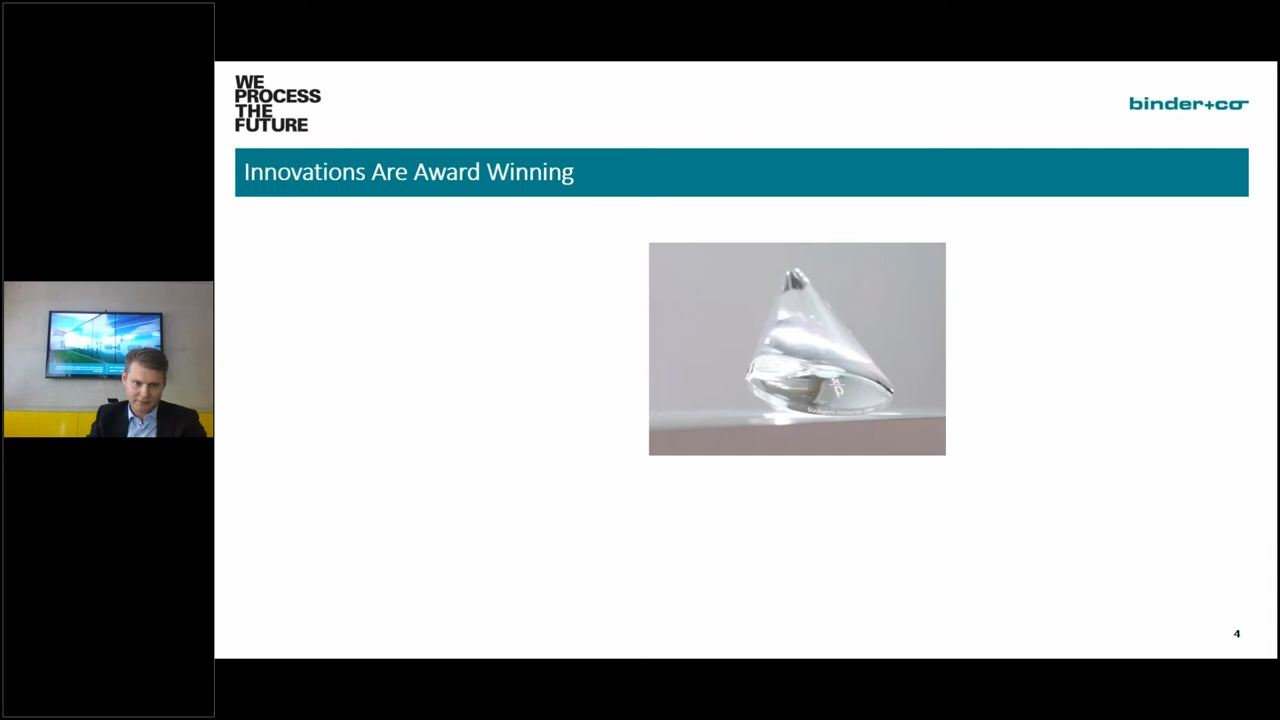 WE
PROCESS
THE
FUTURE
binder+co
Innovations Are Award Winning
4